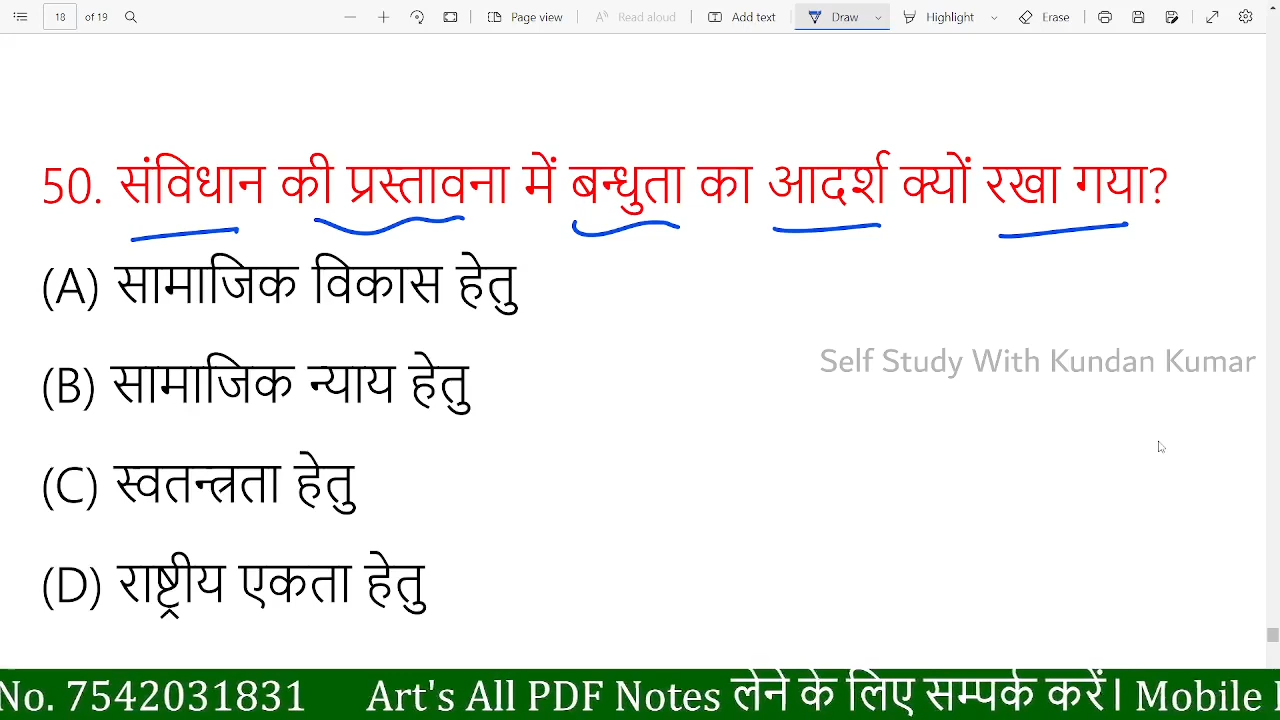 18 of 19 Page view Read aloud Add text Draw Highlight Erase
50. संविधान की प्रस्तावना में बन्धुता का आदर्श क्यों रखा गया?
(A) सामाजिक विकास हेतु
Self Study With Kundan Kumar
(B) सामाजिक न्याय हेतु
(C) स्वतन्त्रता हेतु
(D) राष्ट्रीय एकता हेतु
No. 7542031831 Art's All PDF Notes लेने के लिए सम्पर्क करें। Mobile